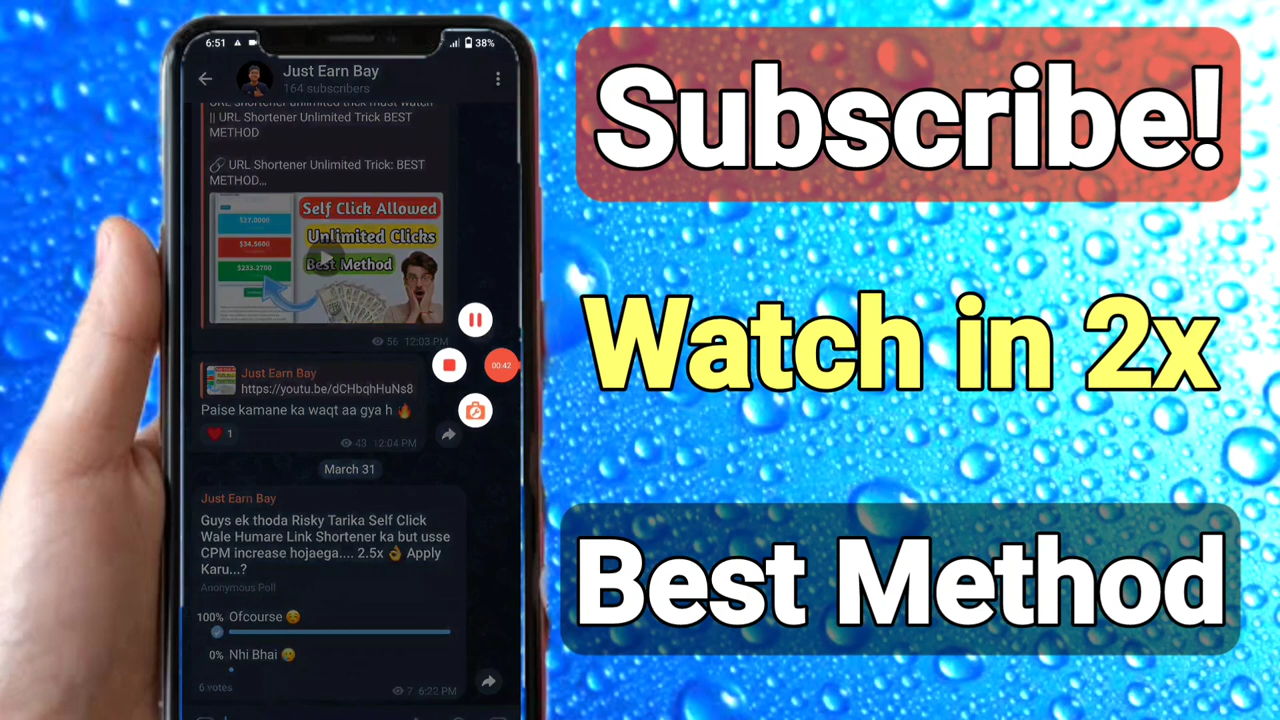 6:51
38%
Just Earn Bay
164 subscribers
URL Shortener unlimited trick must watch
|| URL Shortener Unlimited Trick BEST
METHOD
🔗 URL Shortener Unlimited Trick: BEST
METHOD...
$37.0000
$34.5600
$233.2700
Self Click Allowed
Unlimited Clicks
Best Method
56 12:03 PM
Just Earn Bay
https://youtu.be/dCHbqhHuNs8
Paise kamane ka waqt aa gya h 🔥
❤️ 1
43 12:04 PM
00:42
March 31
Just Earn Bay
Guys ek thoda Risky Tarika Self Click
Wale Humare Link Shortener ka but usse
CPM increase hojaega.... 2.5x 👌 Apply
Karu...?
Anonymous Poll
100% Ofcourse ☺️
0% Nhi Bhai 🥲
6 votes
7 6:22 PM
Subscribe!
Watch in 2x
Best Method